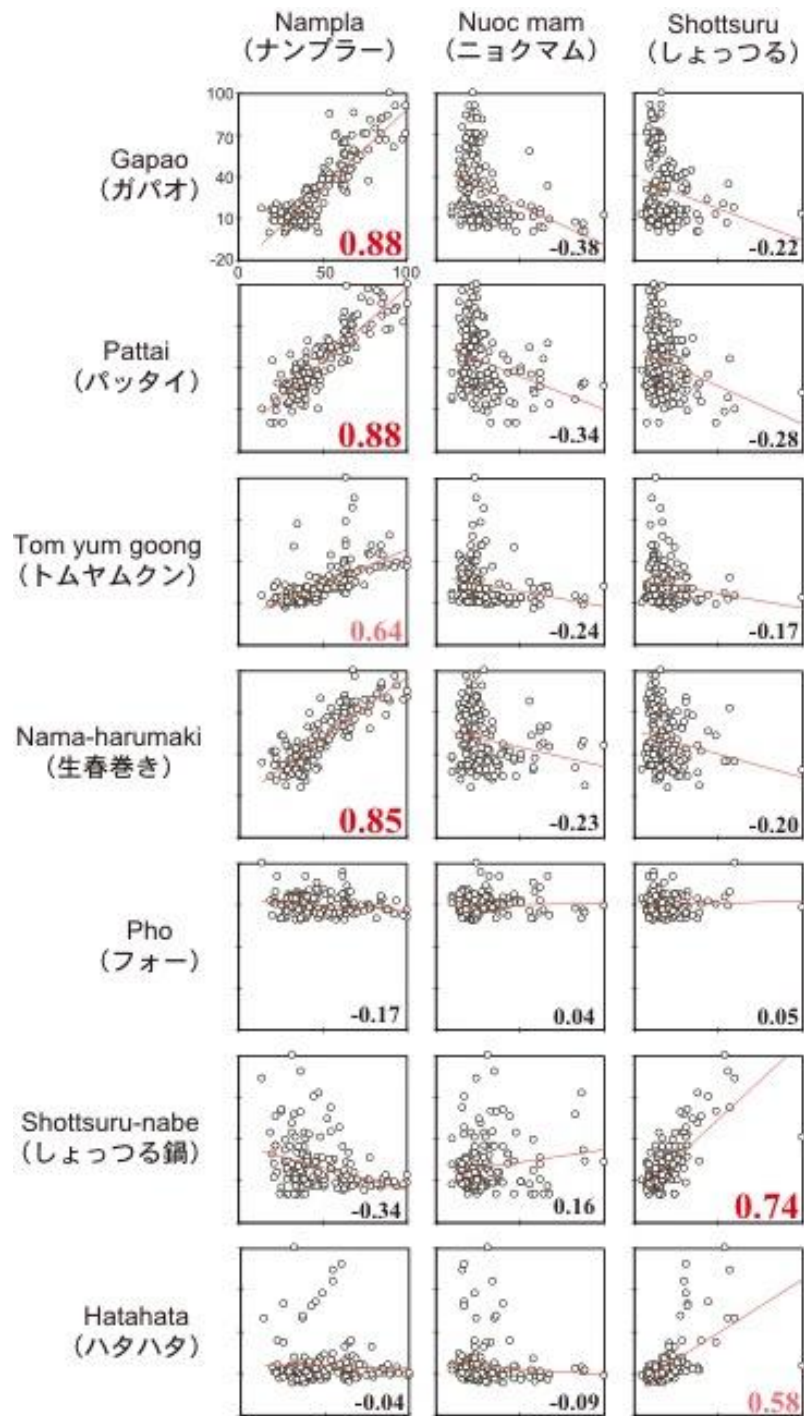 Nampla
（ナンプラー）
Nuoc mam
（ニョクマム）
Shottsuru
（しょっつる）
Gapao
（ガパオ）
100
70
40
10
-20
0
50
100
0.88
-0.38
-0.22
Pattai
（パッタイ）
0.88
-0.34
-0.28
Tom yum goong
（トムヤムクン）
0.64
-0.24
-0.17
Nama-harumaki
（生春巻き）
0.85
-0.23
-0.20
Pho
（フォー）
-0.17
0.04
0.05
Shottsuru-nabe
（しょっつる鍋）
-0.34
0.16
0.74
Hatahata
（ハタハタ）
-0.04
-0.09
0.58